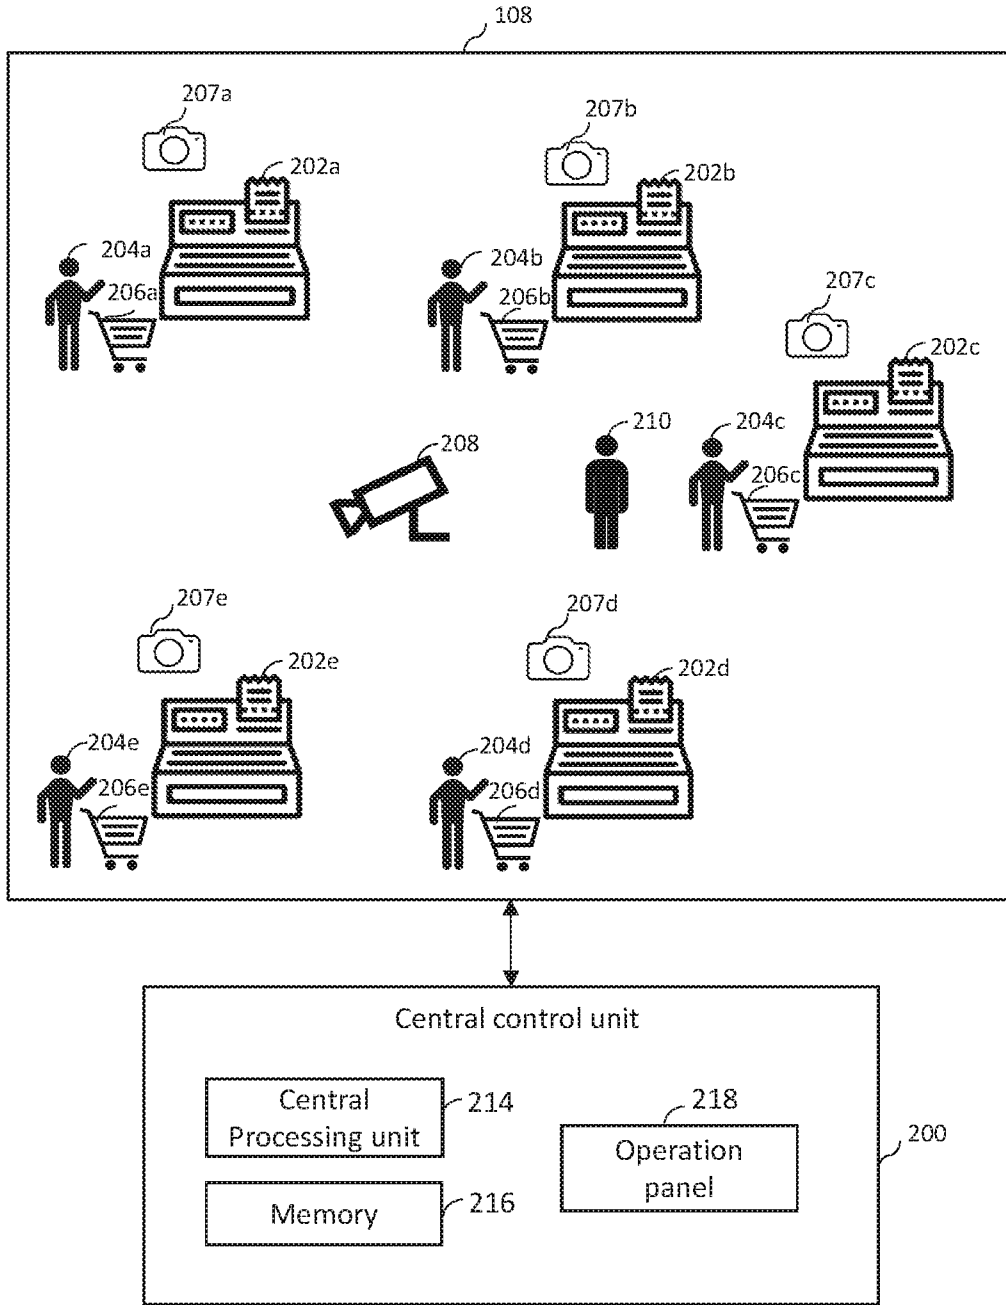 108
207a
207b
202a
202b
204a
204b
206a
206b
207c
202c
208
210
204c
206c
207e
207d
202e
202d
204e
204d
206e
206d
Central control unit
Central
Processing unit
214
218
Operation
panel
200
Memory
216